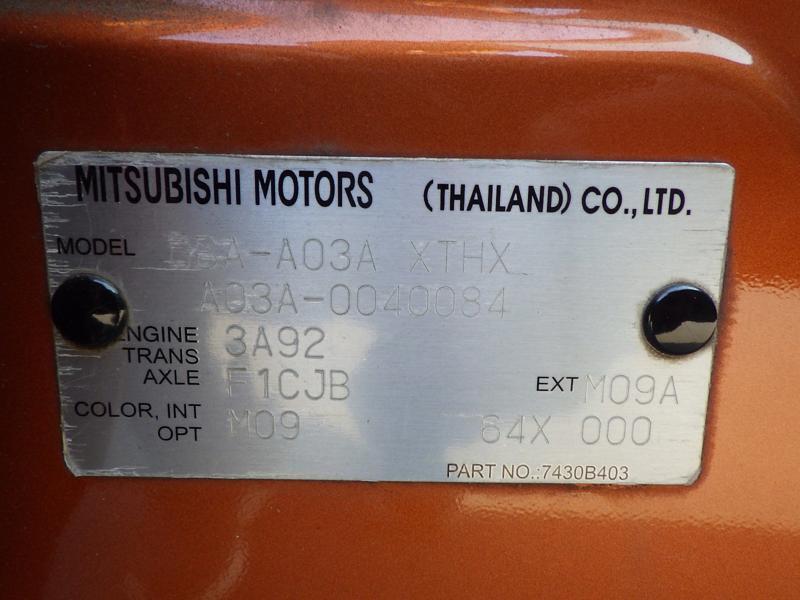 MITSUBISHI MOTORS (THAILAND) CO.,LTD.
MODEL DBA-A03A XTHX
A03A-0040084
ENGINE 3A92
TRANS
AXLE F1CJB EXT M09A
COLOR, INT
OPT M09 64X 000
PART NO.:7430B403